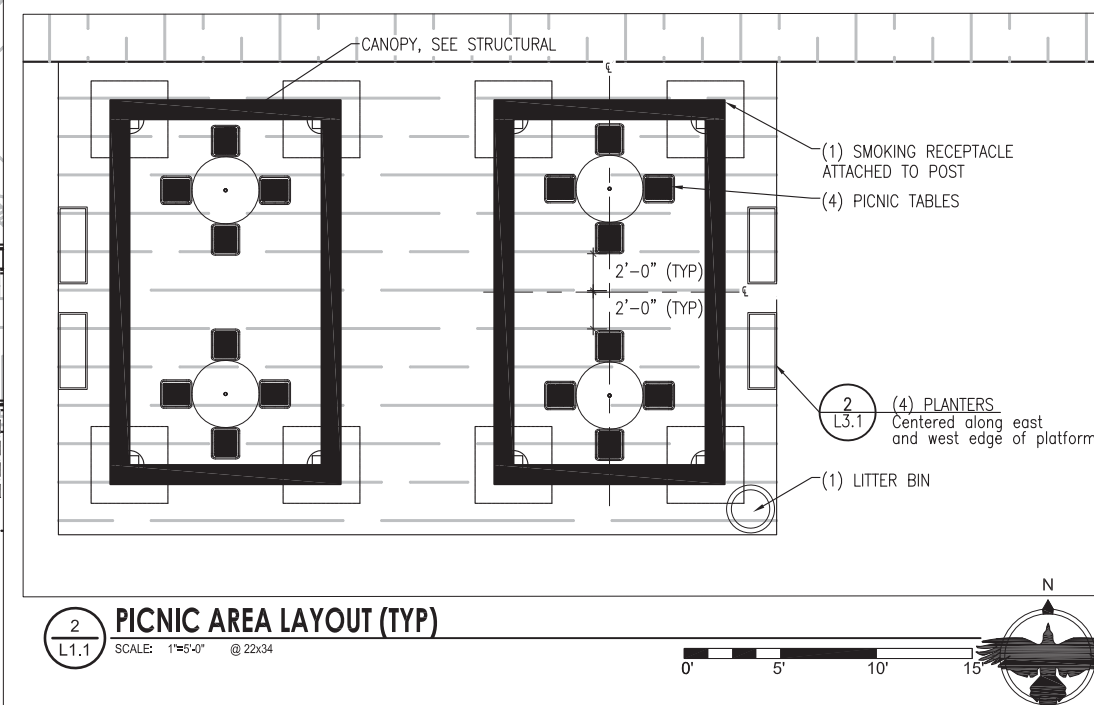 CANOPY, SEE STRUCTURAL
℄
(1) SMOKING RECEPTACLE
ATTACHED TO POST
(4) PICNIC TABLES
2'-0" (TYP)
℄
2'-0" (TYP)
2
L3.1
(4) PLANTERS
Centered along east
and west edge of platform
(1) LITTER BIN
2
L1.1
PICNIC AREA LAYOUT (TYP)
SCALE: 1"=5'-0" @ 22x34
0' 5' 10' 15'
N